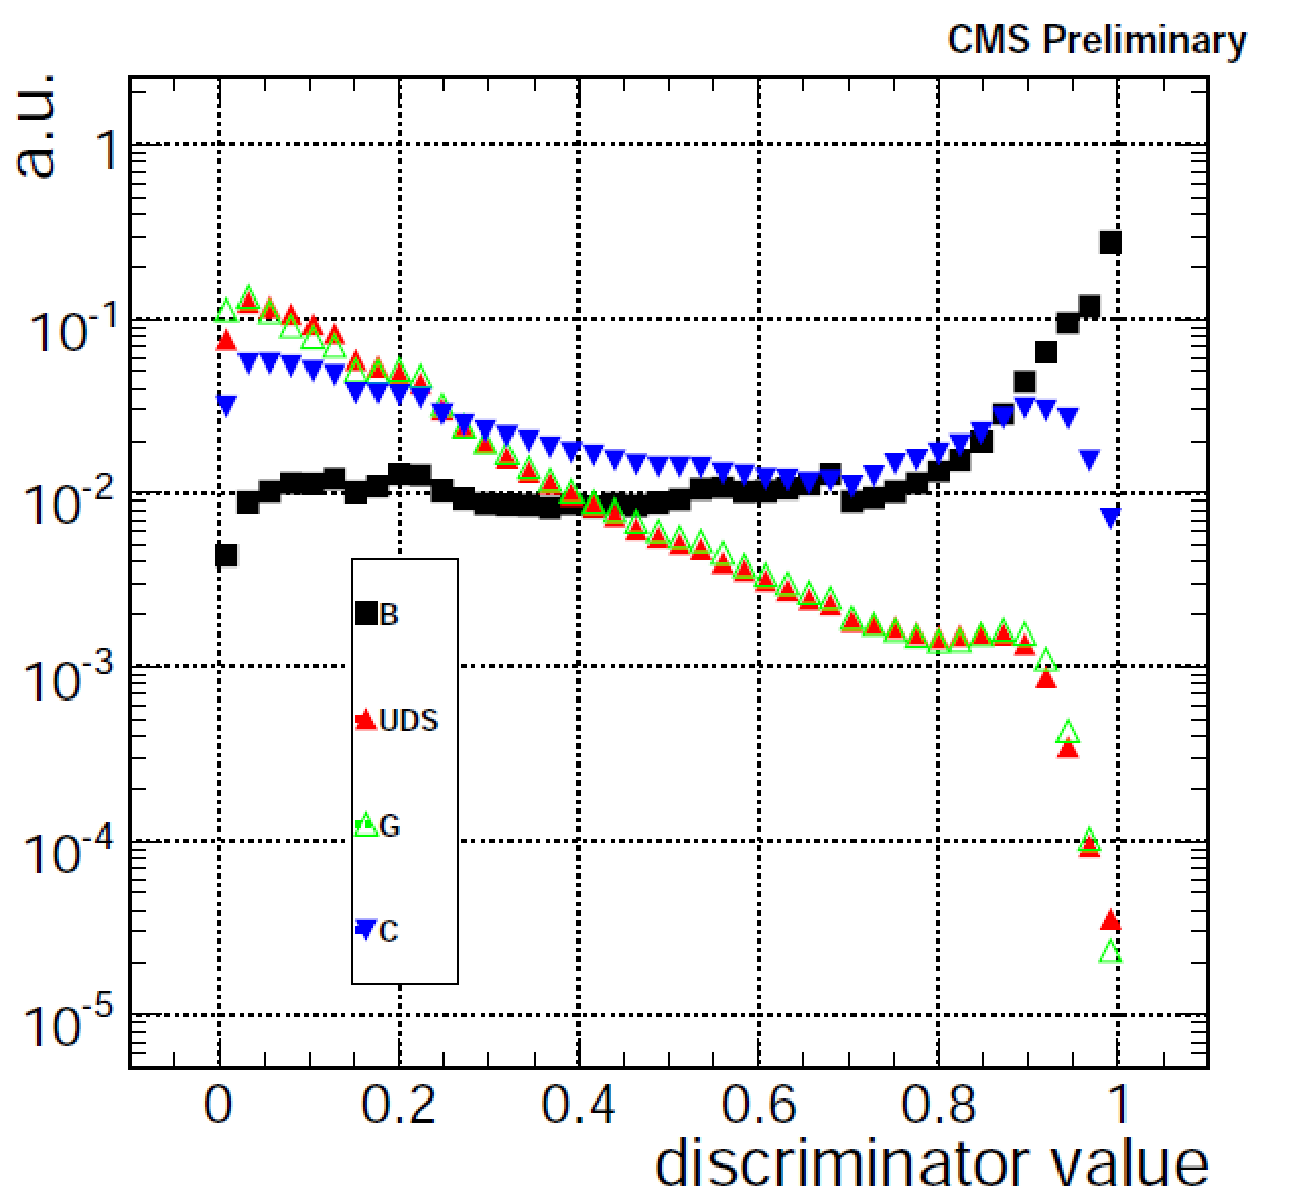 CMS Preliminary
a.u.
1
10^-1
10^-2
10^-3
10^-4
10^-5
B
UDS
G
C
0 0.2 0.4 0.6 0.8 1
discriminator value